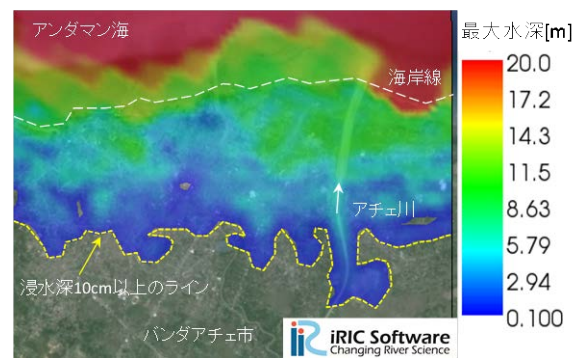 アンダマン海
海岸線
アチェ川
浸水深10cm以上のライン
バンダアチェ市
iRIC Software
Changing River Science
最大水深[m]
20.0
17.2
14.3
11.5
8.63
5.79
2.94
0.100